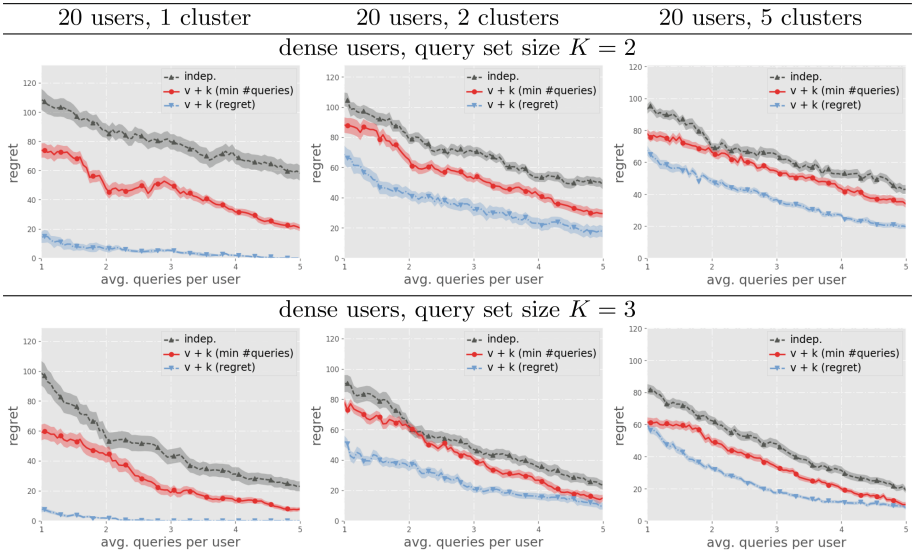 20 users, 1 cluster 20 users, 2 clusters 20 users, 5 clusters
dense users, query set size K = 2
120
100
80
60
40
20
0
regret
indep.
v + k (min #queries)
v + k (regret)
1 2 3 4 5
avg. queries per user
120
100
80
60
40
20
0
regret
indep.
v + k (min #queries)
v + k (regret)
1 2 3 4 5
avg. queries per user
120
100
80
60
40
20
0
regret
indep.
v + k (min #queries)
v + k (regret)
1 2 3 4 5
avg. queries per user
dense users, query set size K = 3
120
100
80
60
40
20
0
regret
indep.
v + k (min #queries)
v + k (regret)
1 2 3 4 5
avg. queries per user
120
100
80
60
40
20
0
regret
indep.
v + k (min #queries)
v + k (regret)
1 2 3 4 5
avg. queries per user
120
100
80
60
40
20
0
regret
indep.
v + k (min #queries)
v + k (regret)
1 2 3 4 5
avg. queries per user